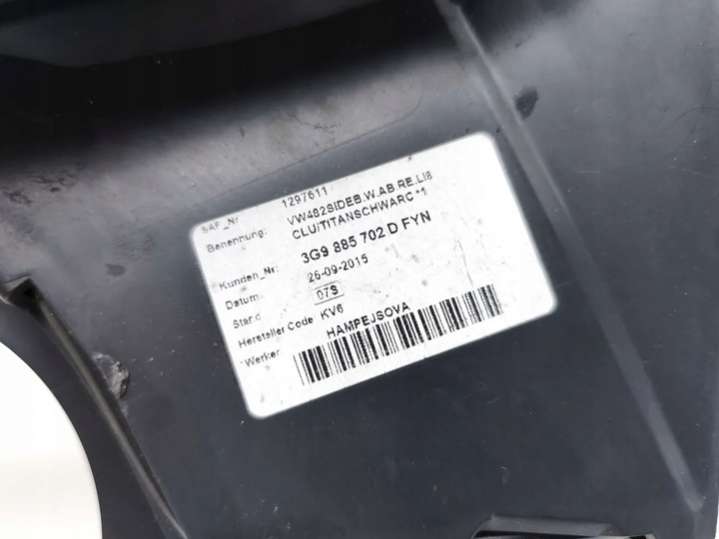 SAP_Nr 1297611
Benennung: VW482SIDEB.W.AB.RE.LI8
CLU/TITANSCHWARC *1
Kunden_Nr: 3G9 885 702 D FYN
Datum: 26-09-2015
Stand 07S
Hersteller Code KV6
Werker HAMPEJSOVA